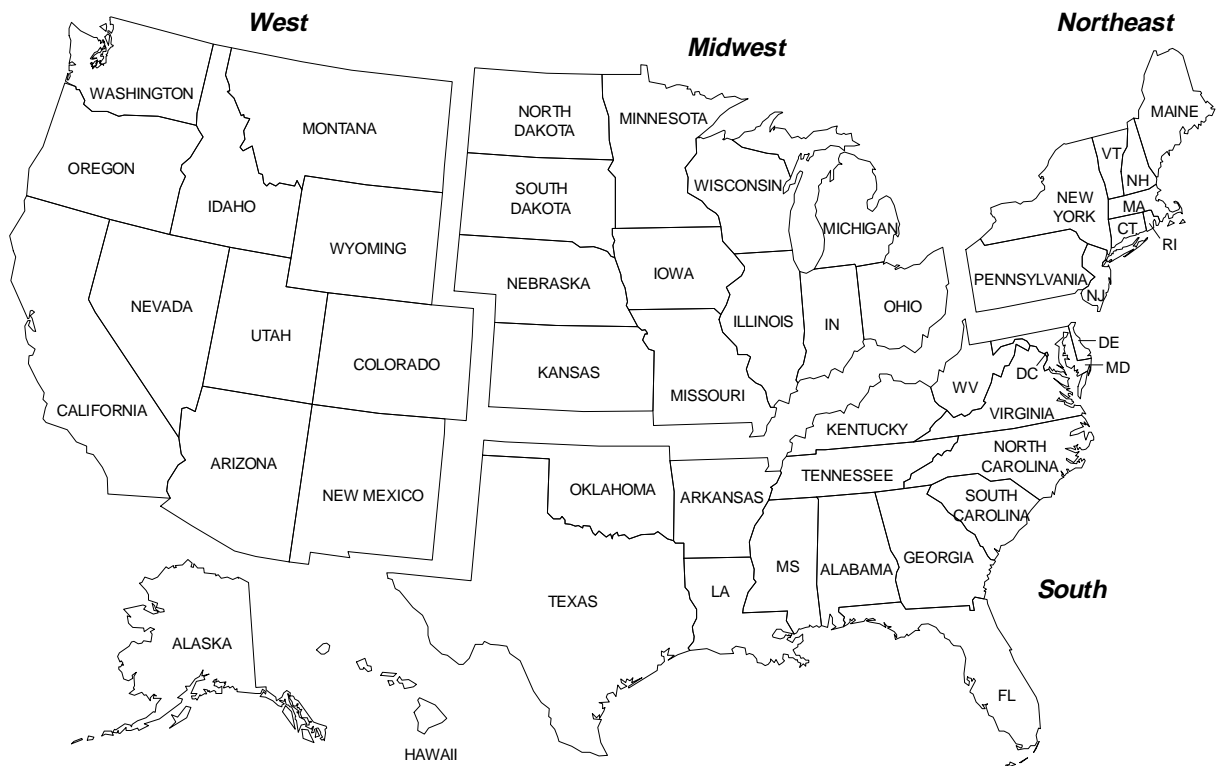 West
Midwest
Northeast
WASHINGTON
MONTANA
OREGON
IDAHO
WYOMING
NEVADA
UTAH
COLORADO
CALIFORNIA
ARIZONA
NEW MEXICO
ALASKA
HAWAII
NORTH
DAKOTA
MINNESOTA
SOUTH
DAKOTA
WISCONSIN
MICHIGAN
NEBRASKA
IOWA
ILLINOIS
IN
OHIO
KANSAS
MISSOURI
MAINE
VT
NH
NEW
YORK
MA
CT
RI
PENNSYLVANIA
NJ
DE
MD
WV
DC
VIRGINIA
KENTUCKY
TENNESSEE
NORTH
CAROLINA
SOUTH
CAROLINA
OKLAHOMA
ARKANSAS
TEXAS
LA
MS
ALABAMA
GEORGIA
FL
South